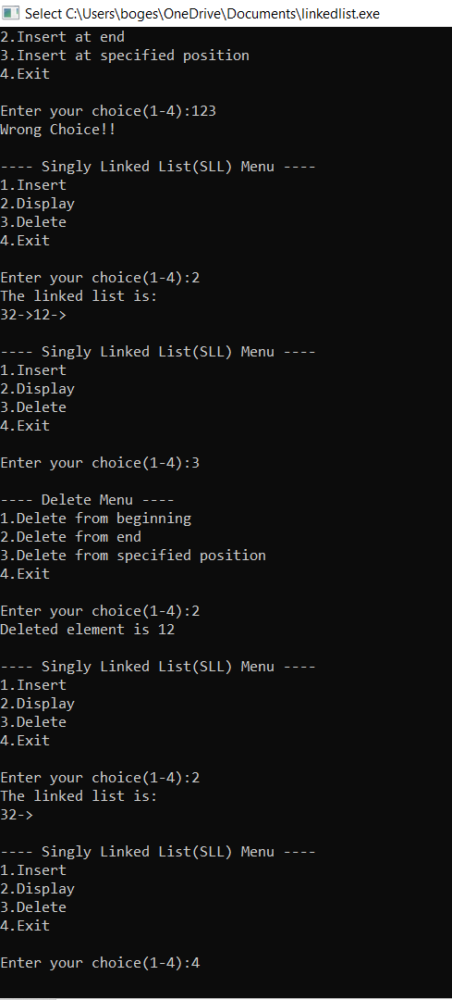 Select C:\Users\boges\OneDrive\Documents\linkedlist.exe
2.Insert at end
3.Insert at specified position
4.Exit
Enter your choice(1-4):123
Wrong Choice!!
---- Singly Linked List(SLL) Menu ----
1.Insert
2.Display
3.Delete
4.Exit
Enter your choice(1-4):2
The linked list is:
32->12->
---- Singly Linked List(SLL) Menu ----
1.Insert
2.Display
3.Delete
4.Exit
Enter your choice(1-4):3
---- Delete Menu ----
1.Delete from beginning
2.Delete from end
3.Delete from specified position
4.Exit
Enter your choice(1-4):2
Deleted element is 12
---- Singly Linked List(SLL) Menu ----
1.Insert
2.Display
3.Delete
4.Exit
Enter your choice(1-4):2
The linked list is:
32->
---- Singly Linked List(SLL) Menu ----
1.Insert
2.Display
3.Delete
4.Exit
Enter your choice(1-4):4